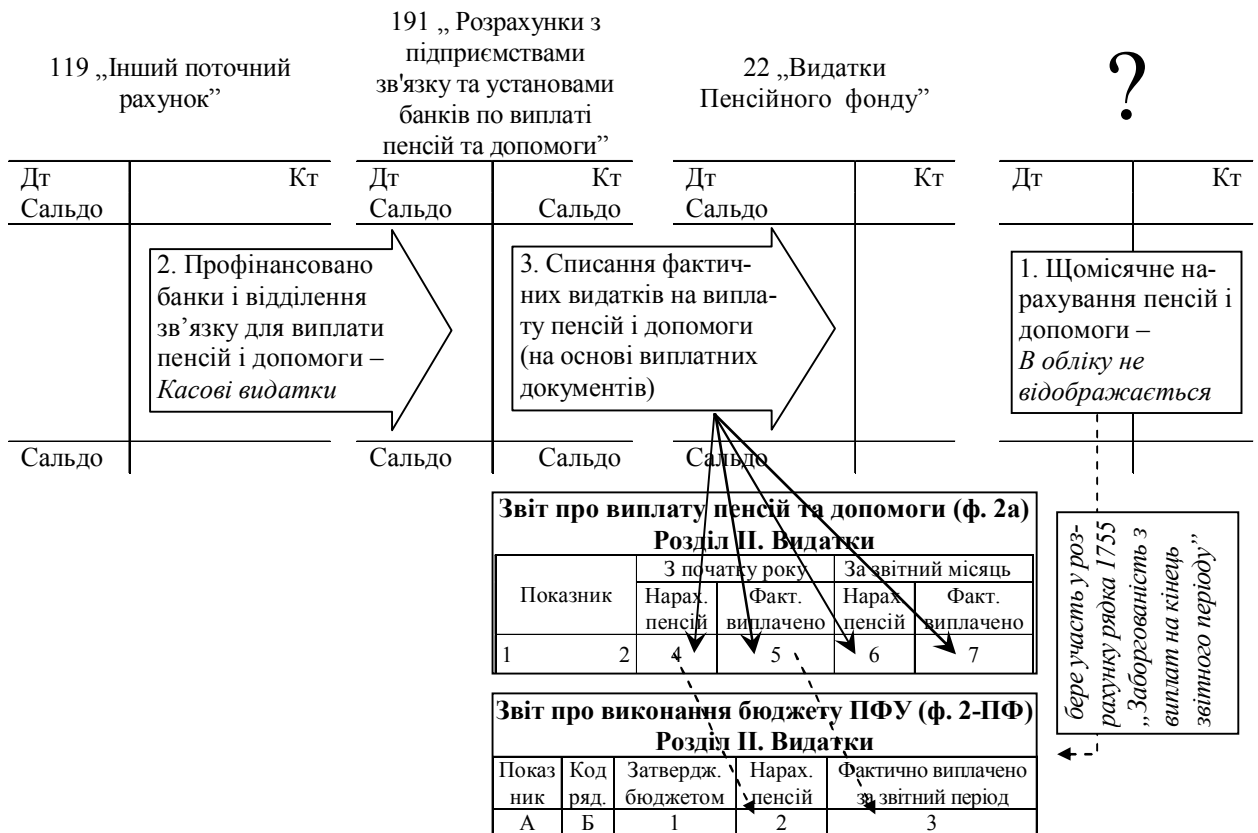 119 „Інший поточний
рахунок”
191 „ Розрахунки з
підприємствами
зв'язку та установами
банків по виплаті
пенсій та допомоги”
22 „Видатки
Пенсійного фонду”
?
Дт Кт
Сальдо
Дт Кт
Сальдо Сальдо
Дт Кт
Сальдо
Дт Кт
2. Профінансовано
банки і відділення
зв’язку для виплати
пенсій і допомоги –
Касові видатки
3. Списання фактич-
них видатків на випла-
ту пенсій і допомоги
(на основі виплатних
документів)
1. Щомісячне на-
рахування пенсій і
допомоги –
В обліку не
відображається
Сальдо
Сальдо Сальдо
Сальдо
Звіт про виплату пенсій та допомоги (ф. 2а)
Розділ ІІ. Видатки
Показник
З початку року За звітний місяць
Нарах. Факт. Нарах. Факт.
пенсій виплачено пенсій виплачено
1 2 4 5 6 7
бере участь у роз-
рахунку рядка 1755
„Заборгованість з
виплат на кінець
звітного періоду”
Звіт про виконання бюджету ПФУ (ф. 2-ПФ)
Розділ ІІ. Видатки
Показ Код Затвердж. Нарах. Фактично виплачено
ник ряд. бюджетом пенсій за звітний період
А Б 1 2 3